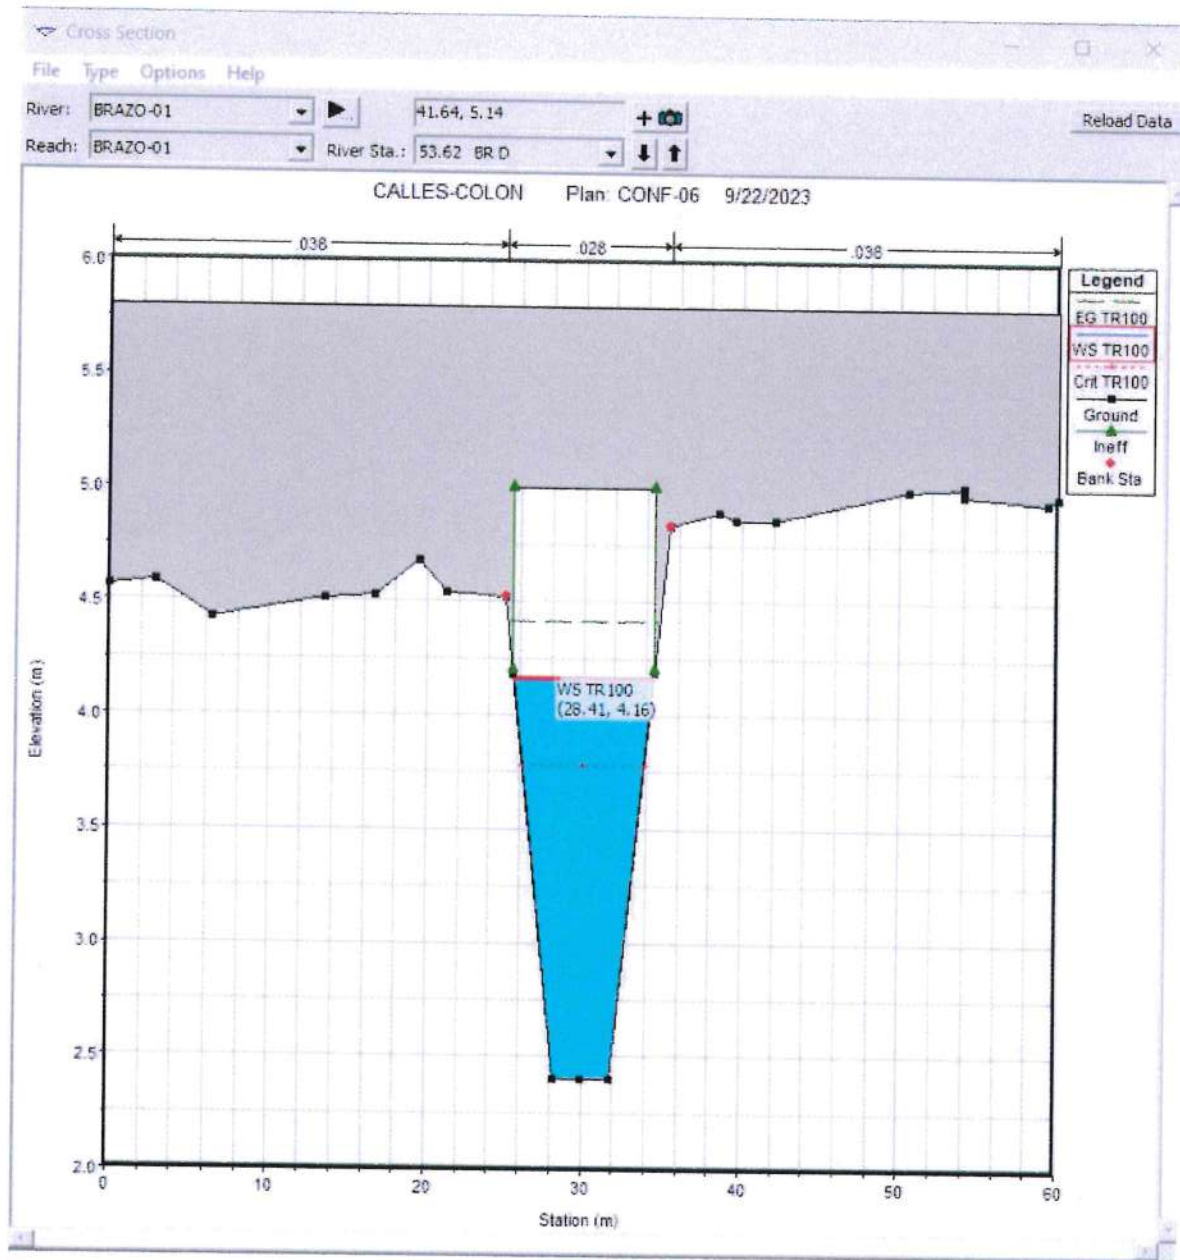 Cross Section
File Type Options Help
River: BRAZO-01 41.64, 5.14 Reload Data
Reach: BRAZO-01 River Sta.: 53.62 BR D
CALLES-COLON Plan: CONF-06 9/22/2023
.038 .028 .038
Legend
EG TR100
WS TR100
Crit TR100
Ground
Ineff
Bank Sta
6.0
5.5
5.0
4.5
4.0
3.5
3.0
2.5
2.0
Elevation (m)
WS TR100
(28.41, 4.16)
0 10 20 30 40 50 60
Station (m)